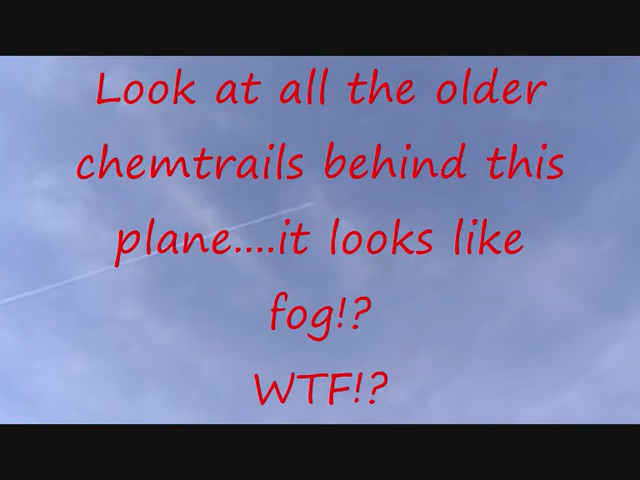 Look at all the older
chemtrails behind this
plane....it looks like
fog!?
WTF!?